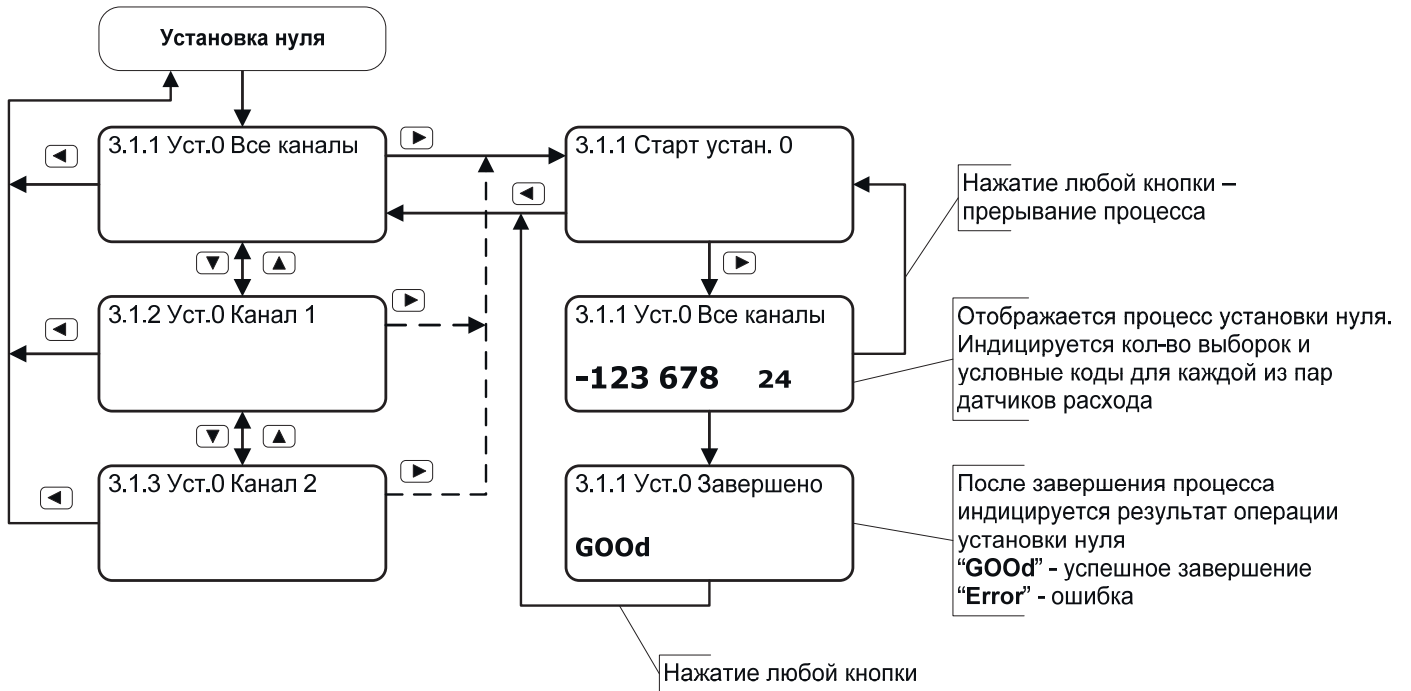 Установка нуля
3.1.1 Уст.0 Все каналы
3.1.2 Уст.0 Канал 1
3.1.3 Уст.0 Канал 2
3.1.1 Старт устан. 0
3.1.1 Уст.0 Все каналы
-123 678 24
3.1.1 Уст.0 Завершено
GOOd
Нажатие любой кнопки –
прерывание процесса
Отображается процесс установки нуля.
Индицируется кол-во выборок и
условные коды для каждой из пар
датчиков расхода
После завершения процесса
индицируется результат операции
установки нуля
“GOOd” - успешное завершение
“Error” - ошибка
Нажатие любой кнопки